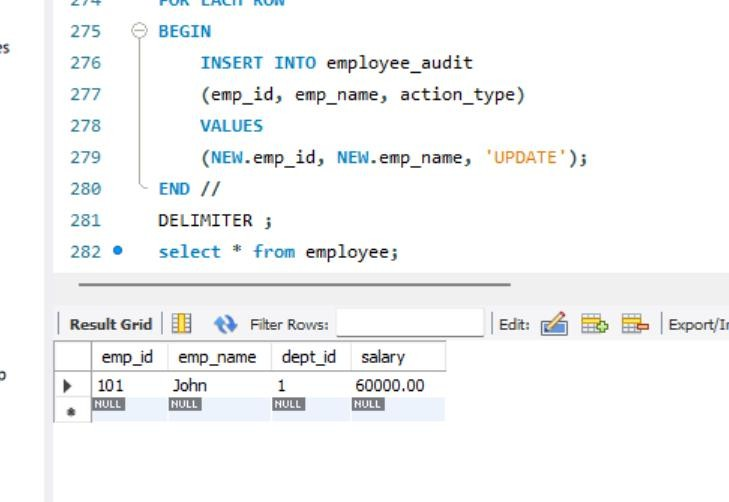 274 FOR EACH ROW
275 BEGIN
276 INSERT INTO employee_audit
277 (emp_id, emp_name, action_type)
278 VALUES
279 (NEW.emp_id, NEW.emp_name, 'UPDATE');
280 END //
281 DELIMITER ;
282 select * from employee;
Result Grid Filter Rows: Edit: Export/I
emp_id emp_name dept_id salary
101 John 1 60000.00
NULL NULL NULL NULL